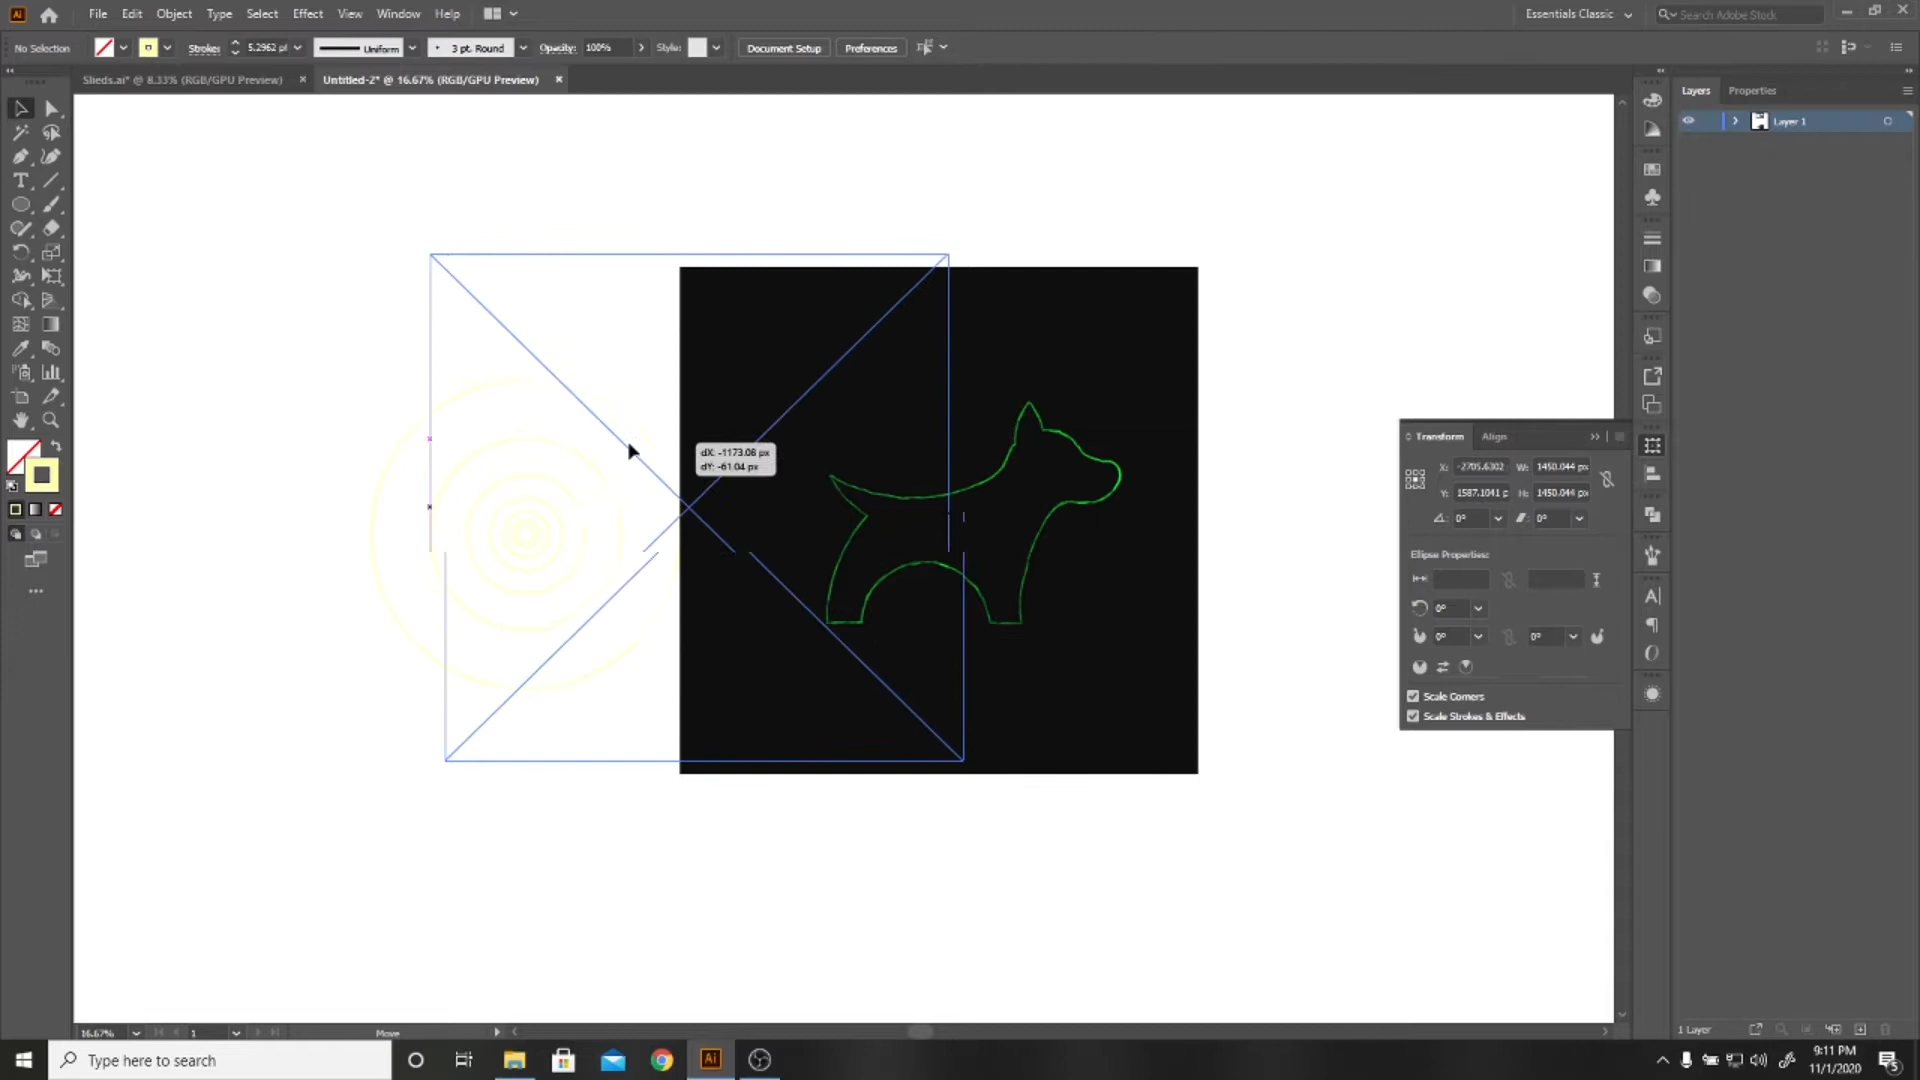 File Edit Object Type Select Effect View Window Help
Essentials Classic
Search Adobe Stock
No Selection
Stroke: 5.2962 pt
Uniform
3 pt. Round
Opacity: 100%
Style:
Document Setup
Preferences
Sheds.ai* @ 8.33% (RGB/GPU Preview)
Untitled-2* @ 16.67% (RGB/GPU Preview)
Layers Properties
Layer 1
dX: -1173.08 px
dY: -61.04 px
Transform Align
X: -2705.6302 W: 1450.044 px
Y: 1587.1041 p H: 1450.044 px
0° 0°
Ellipse Properties:
0°
0° 0°
Scale Corners
Scale Strokes & Effects
16.67% 1 Move
1 Layer
Type here to search
Ai
9:11 PM
11/1/2020
5